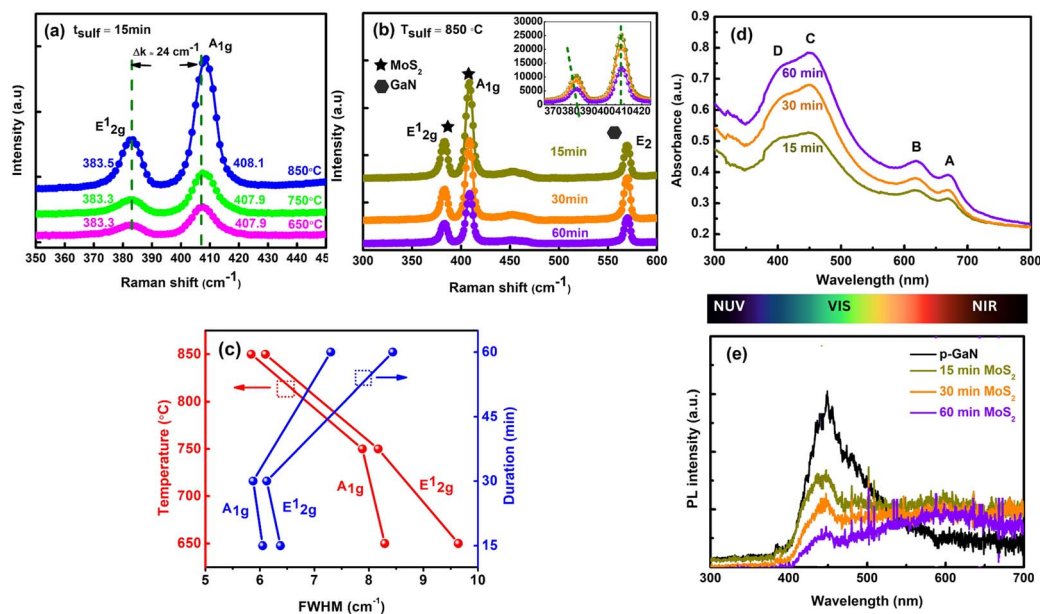 (a) t_sulf = 15min
Δk ≈ 24 cm⁻¹
A₁g
E¹₂g
383.5 408.1 850°C
383.3 407.9 750°C
383.3 407.9 650°C
Intensity (a.u)
350 360 370 380 390 400 410 420 430 440 45
Raman shift (cm⁻¹)
(b) T_sulf = 850 °C
MoS₂
GaN
A₁g
E¹₂g
E₂
15min
30min
60min
30000
25000
20000
15000
10000
5000
0
370 380 390 400 410 420
Intensity (a.u)
300 350 400 450 500 550 600
Raman shift (cm⁻¹)
(c)
850
800
750
700
650
Temperature (°C)
60
45
30
15
Duration (min)
A₁g E¹₂g
A₁g E¹₂g
5 6 7 8 9 10
FWHM (cm⁻¹)
(d)
D C
60 min
30 min
15 min
B A
0.9
0.8
0.7
0.6
0.5
0.4
0.3
0.2
Absorbance (a.u.)
300 400 500 600 700 800
Wavelength (nm)
NUV VIS NIR
(e)
p-GaN
15 min MoS₂
30 min MoS₂
60 min MoS₂
PL intensity (a.u.)
300 400 500 600 700
Wavelength (nm)